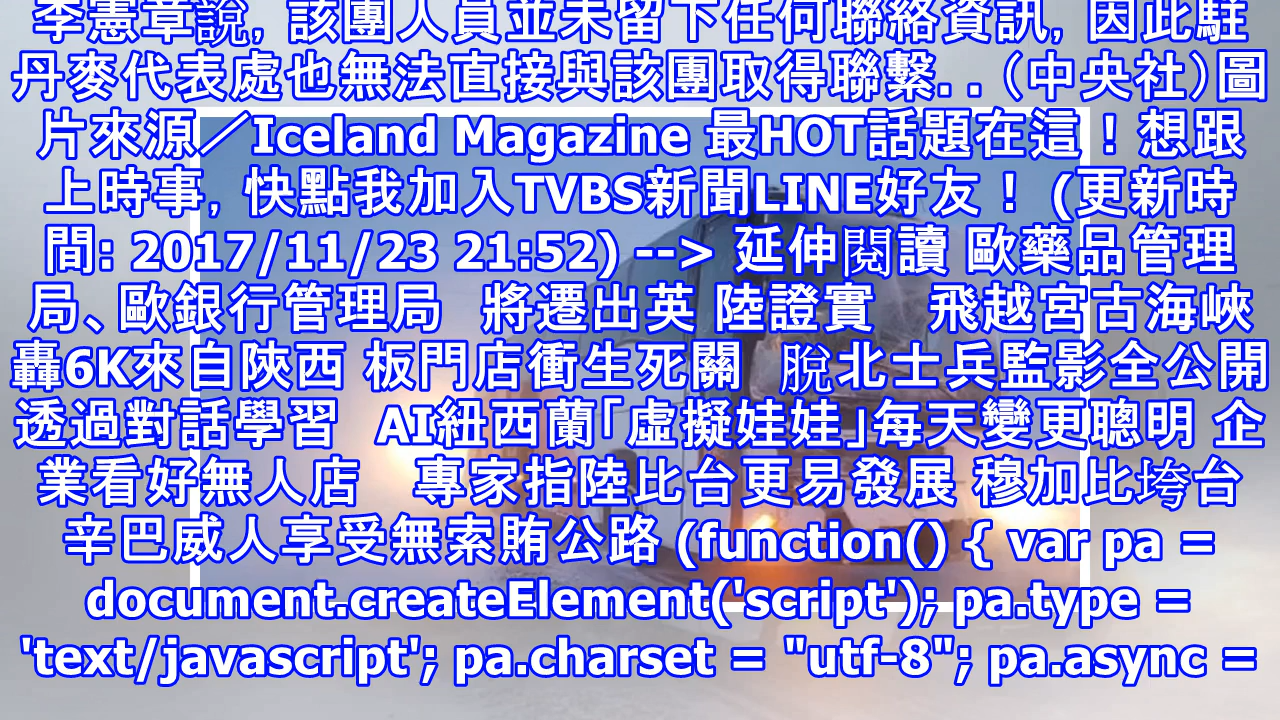 李憲章說, 該團人員並未留下任何聯絡資訊, 因此駐
丹麥代表處也無法直接與該團取得聯繫. . (中央社)圖
片來源／Iceland Magazine 最HOT話題在這！想跟
上時事, 快點我加入TVBS新聞LINE好友！ (更新時
間: 2017/11/23 21:52) --> 延伸閱讀 歐藥品管理
局、歐銀行管理局 將遷出英 陸證實 飛越宮古海峽
轟6K來自陝西 板門店衝生死關 脫北士兵監影全公開
透過對話學習 AI紐西蘭「虛擬娃娃」每天變更聰明 企
業看好無人店 專家指陸比台更易發展 穆加比垮台
辛巴威人享受無索賄公路 (function() { var pa =
document.createElement('script'); pa.type =
'text/javascript'; pa.charset = "utf-8"; pa.async =